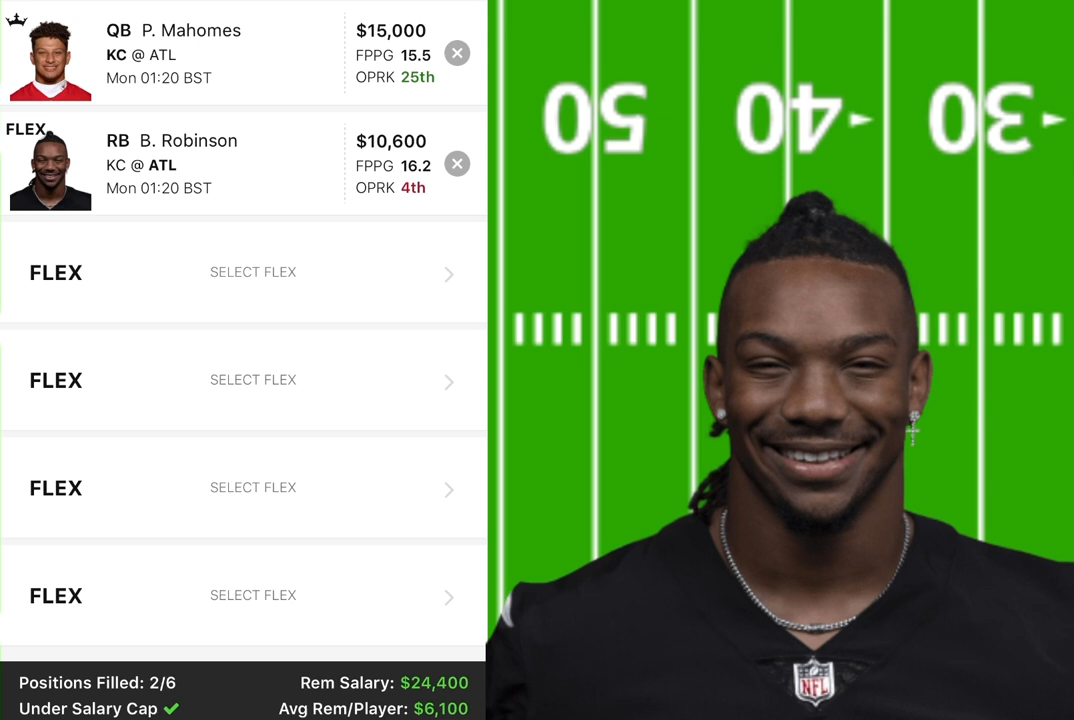 QB P. Mahomes
$15,000
KC @ ATL
FPPG 15.5
Mon 01:20 BST
OPRK 25th
FLEX
RB B. Robinson
$10,600
KC @ ATL
FPPG 16.2
Mon 01:20 BST
OPRK 4th
FLEX SELECT FLEX
FLEX SELECT FLEX
FLEX SELECT FLEX
FLEX SELECT FLEX
Positions Filled: 2/6
Rem Salary: $24,400
Under Salary Cap
Avg Rem/Player: $6,100
50 40 30
NFL